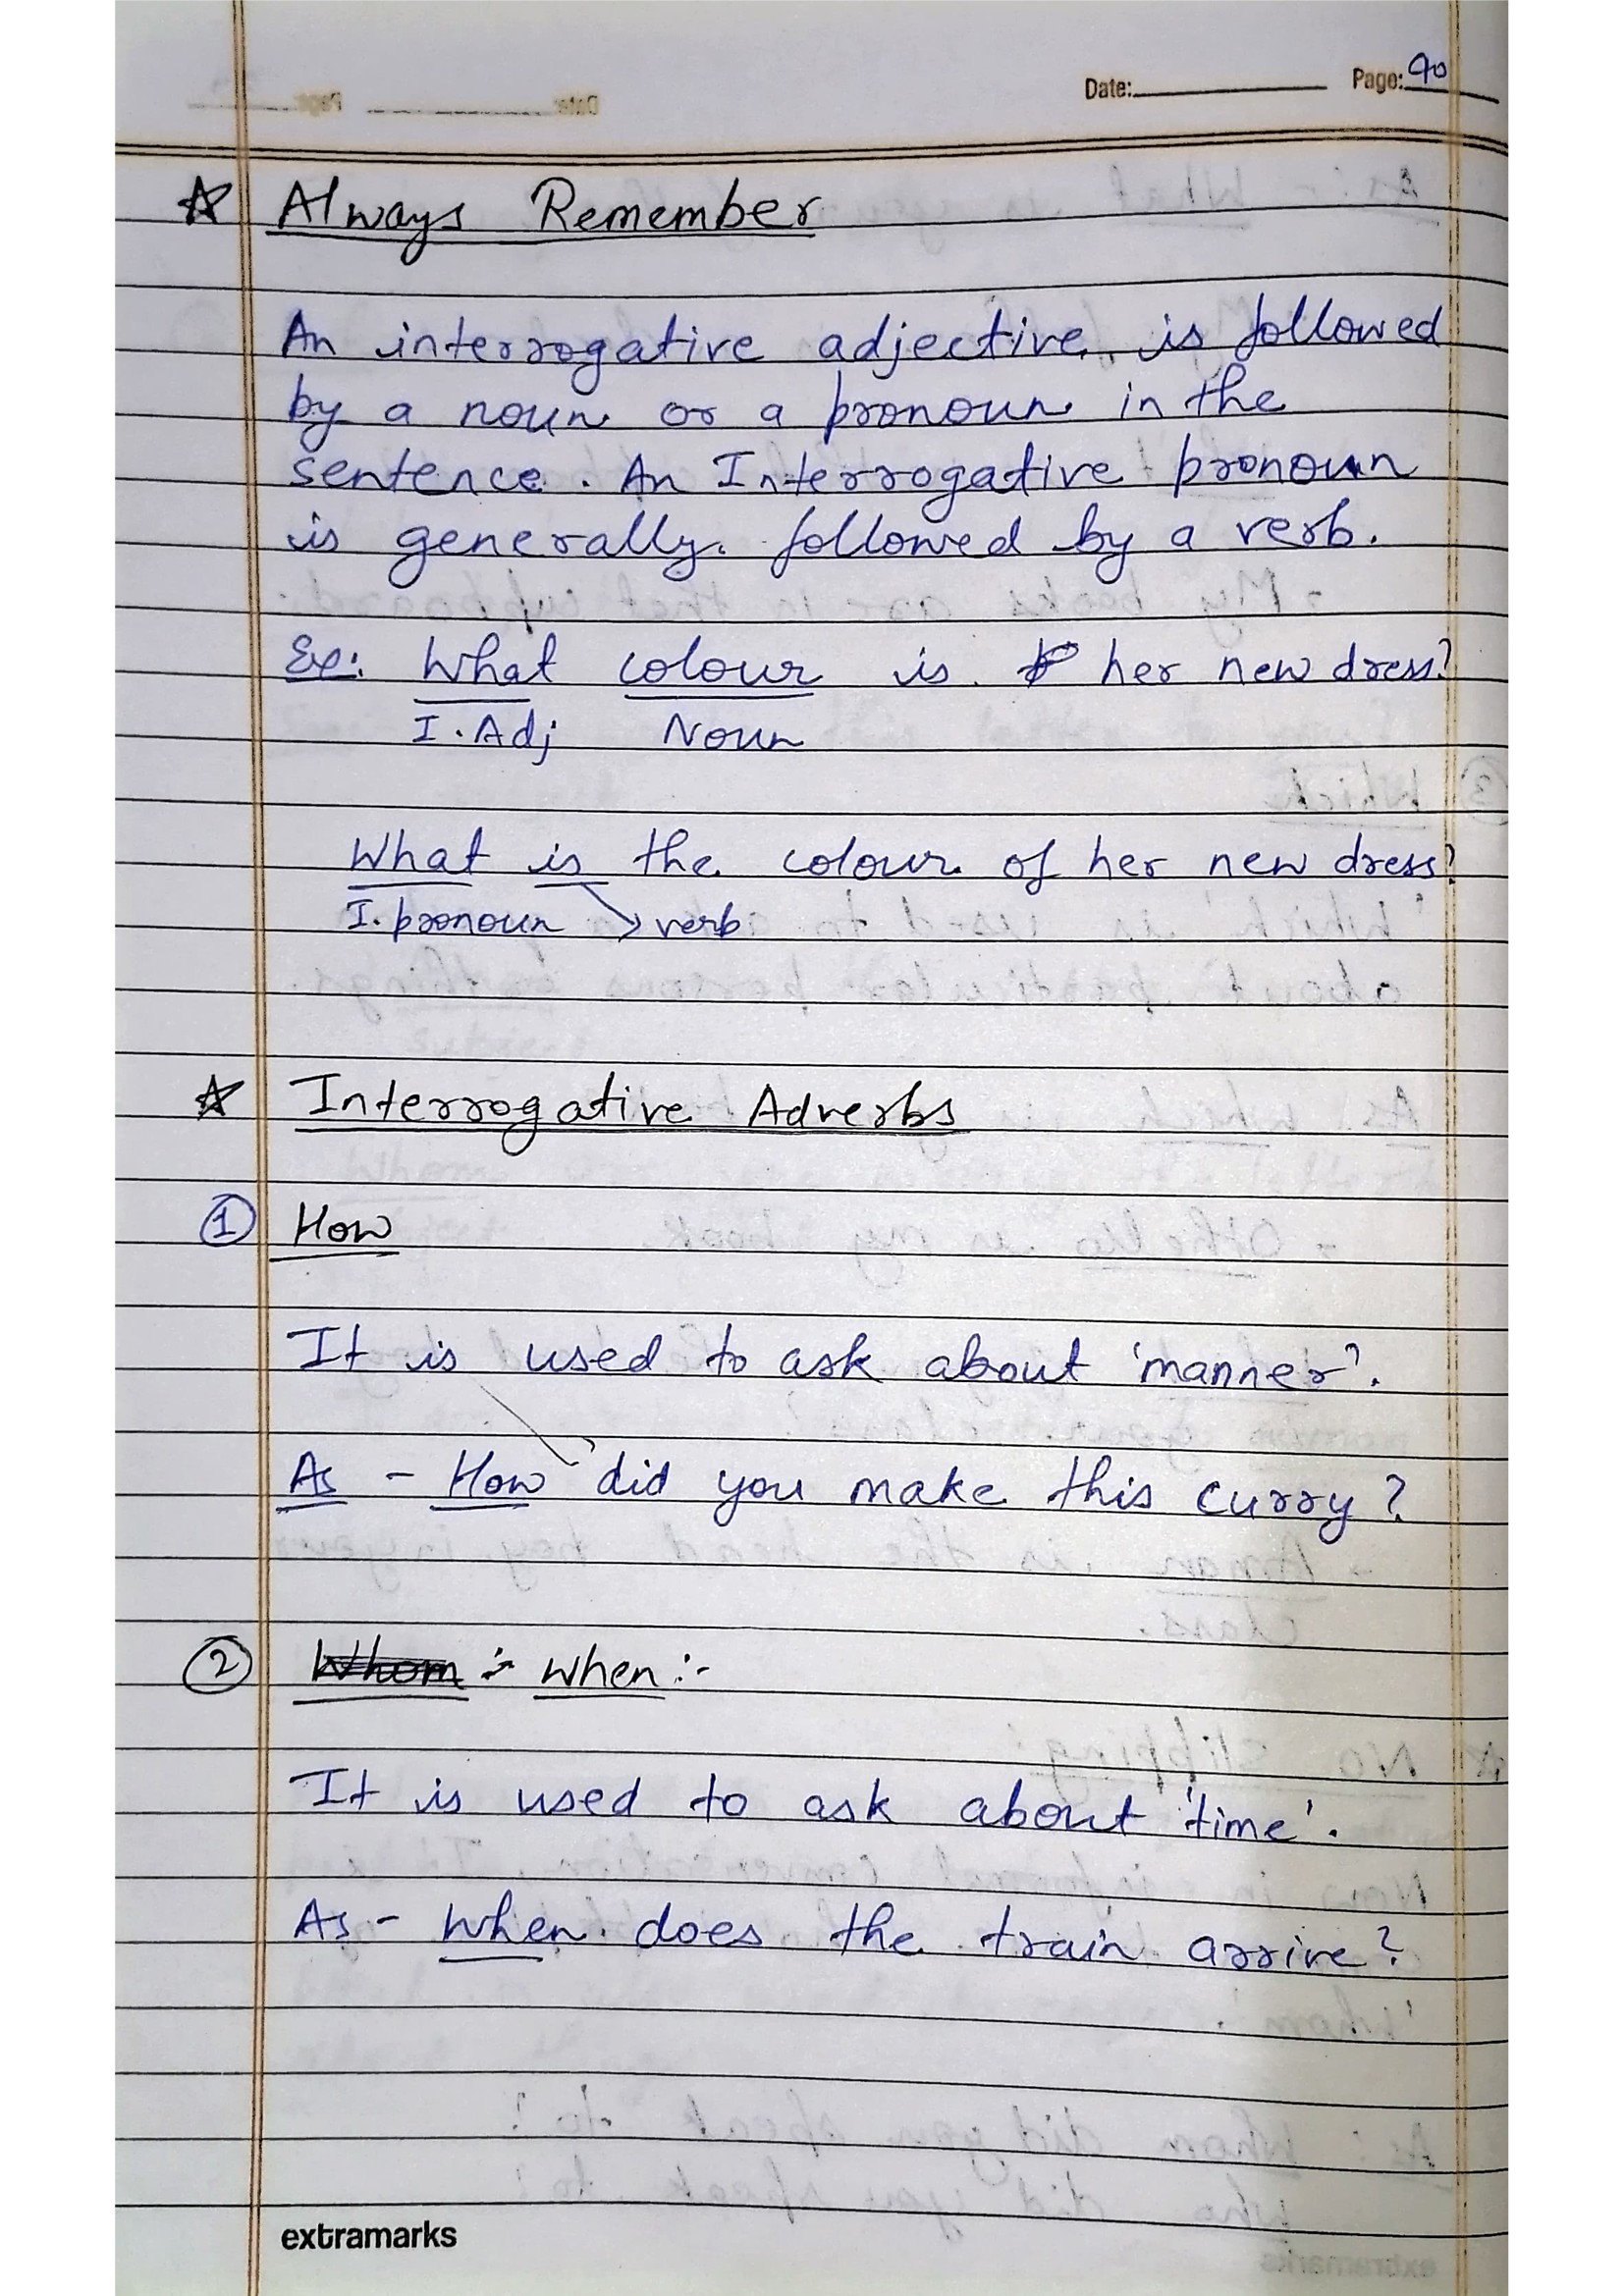 Date: Page: 90
☆ Always Remember
An interrogative adjective is followed
by a noun or a pronoun in the
sentence. An Interrogative pronoun
is generally followed by a verb.
Ex: What colour is her new dress?
I. Adj Noun
What is the colour of her new dress?
I. pronoun → verb
☆ Interrogative Adverbs
① How
It is used to ask about 'manner'.
As - How did you make this curry?
② Whom :- when :-
It is used to ask about 'time'.
As - When does the train arrive?
extramarks